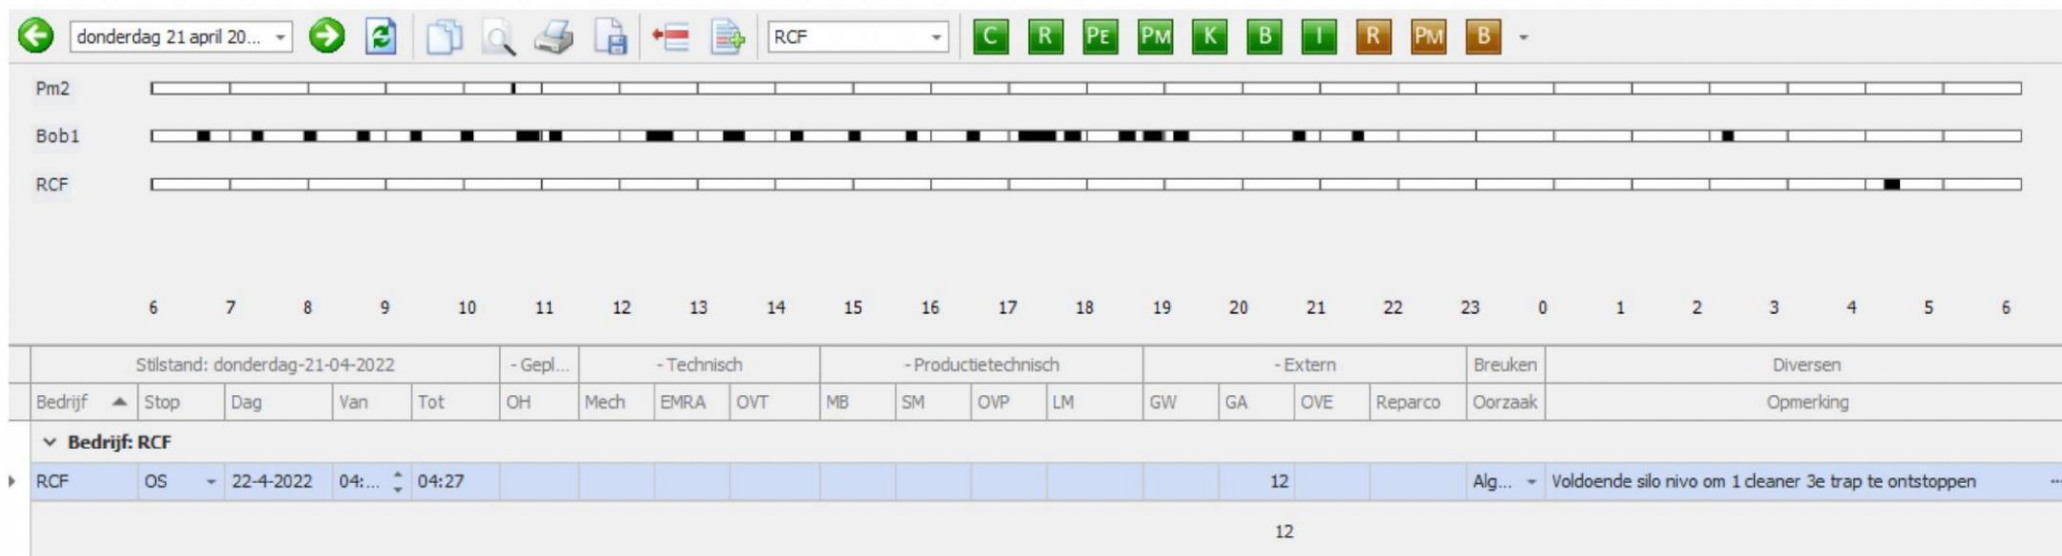 donderdag 21 april 20... RCF C R PE PM K B I R PM B
Pm2
Bob1
RCF
6 7 8 9 10 11 12 13 14 15 16 17 18 19 20 21 22 23 0 1 2 3 4 5 6
Stilstand: donderdag-21-04-2022 - Gepl... - Technisch - Productietechnisch - Extern Breuken Diversen
Bedrijf Stop Dag Van Tot OH Mech EMRA OVT MB SM OVP LM GW GA OVE Reparco Oorzaak Opmerking
Bedrijf: RCF
RCF OS 22-4-2022 04:... 04:27 12 Alg... Voldoende silo nivo om 1 cleaner 3e trap te ontstoppen ...
12